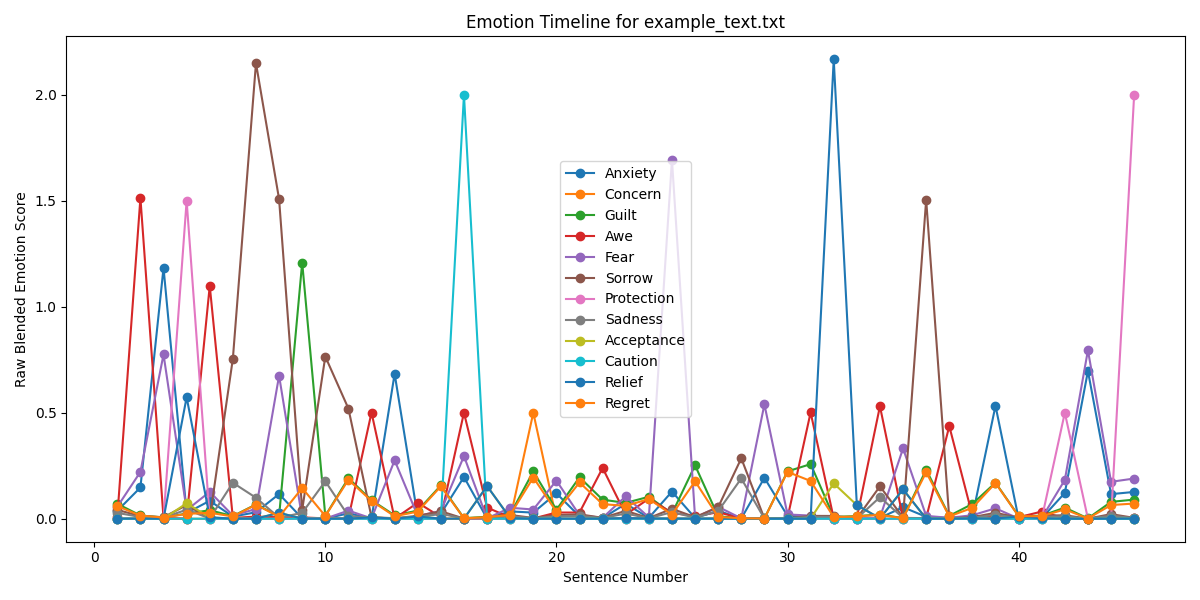 Emotion Timeline for example_text.txt
Raw Blended Emotion Score
2.0
1.5
1.0
0.5
0.0
Anxiety
Concern
Guilt
Awe
Fear
Sorrow
Protection
Sadness
Acceptance
Caution
Relief
Regret
0
10
20
30
40
Sentence Number